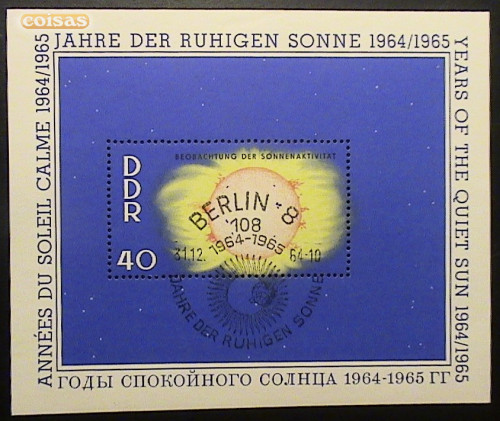 coisas
JAHRE DER RUHIGEN SONNE 1964/1965
ANNÉES DU SOLEIL CALME 1964/1965
YEARS OF THE QUIET SUN 1964/1965
BEOBACHTUNG DER SONNENAKTIVITÄT
DDR
40
BERLIN - 8
108
1964-1965
31.12. 64-10
JAHRE DER RUHIGEN SONNE
ГОДЫ СПОКОЙНОГО СОЛНЦА 1964-1965 ГГ